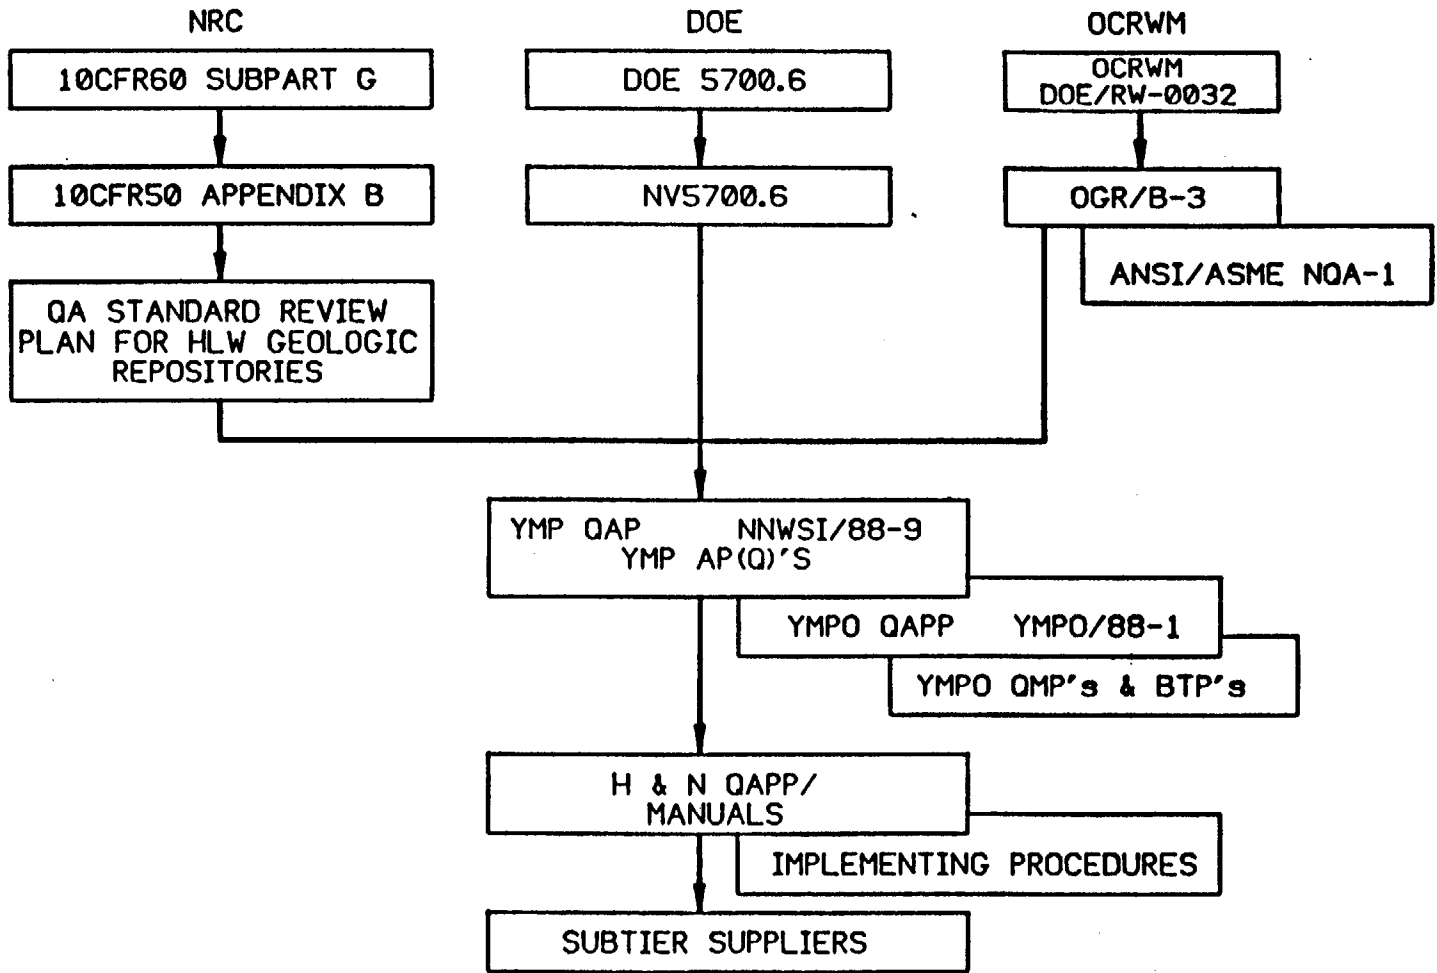 NRC
DOE
OCRWM
10CFR60 SUBPART G
DOE 5700.6
OCRWM
DOE/RW-0032
10CFR50 APPENDIX B
NV5700.6
OGR/B-3
ANSI/ASME NQA-1
QA STANDARD REVIEW
PLAN FOR HLW GEOLOGIC
REPOSITORIES
YMP QAP NNWSI/88-9
YMP AP(Q)'S
YMPO QAPP YMPO/88-1
YMPO QMP's & BTP's
H & N QAPP/
MANUALS
IMPLEMENTING PROCEDURES
SUBTIER SUPPLIERS